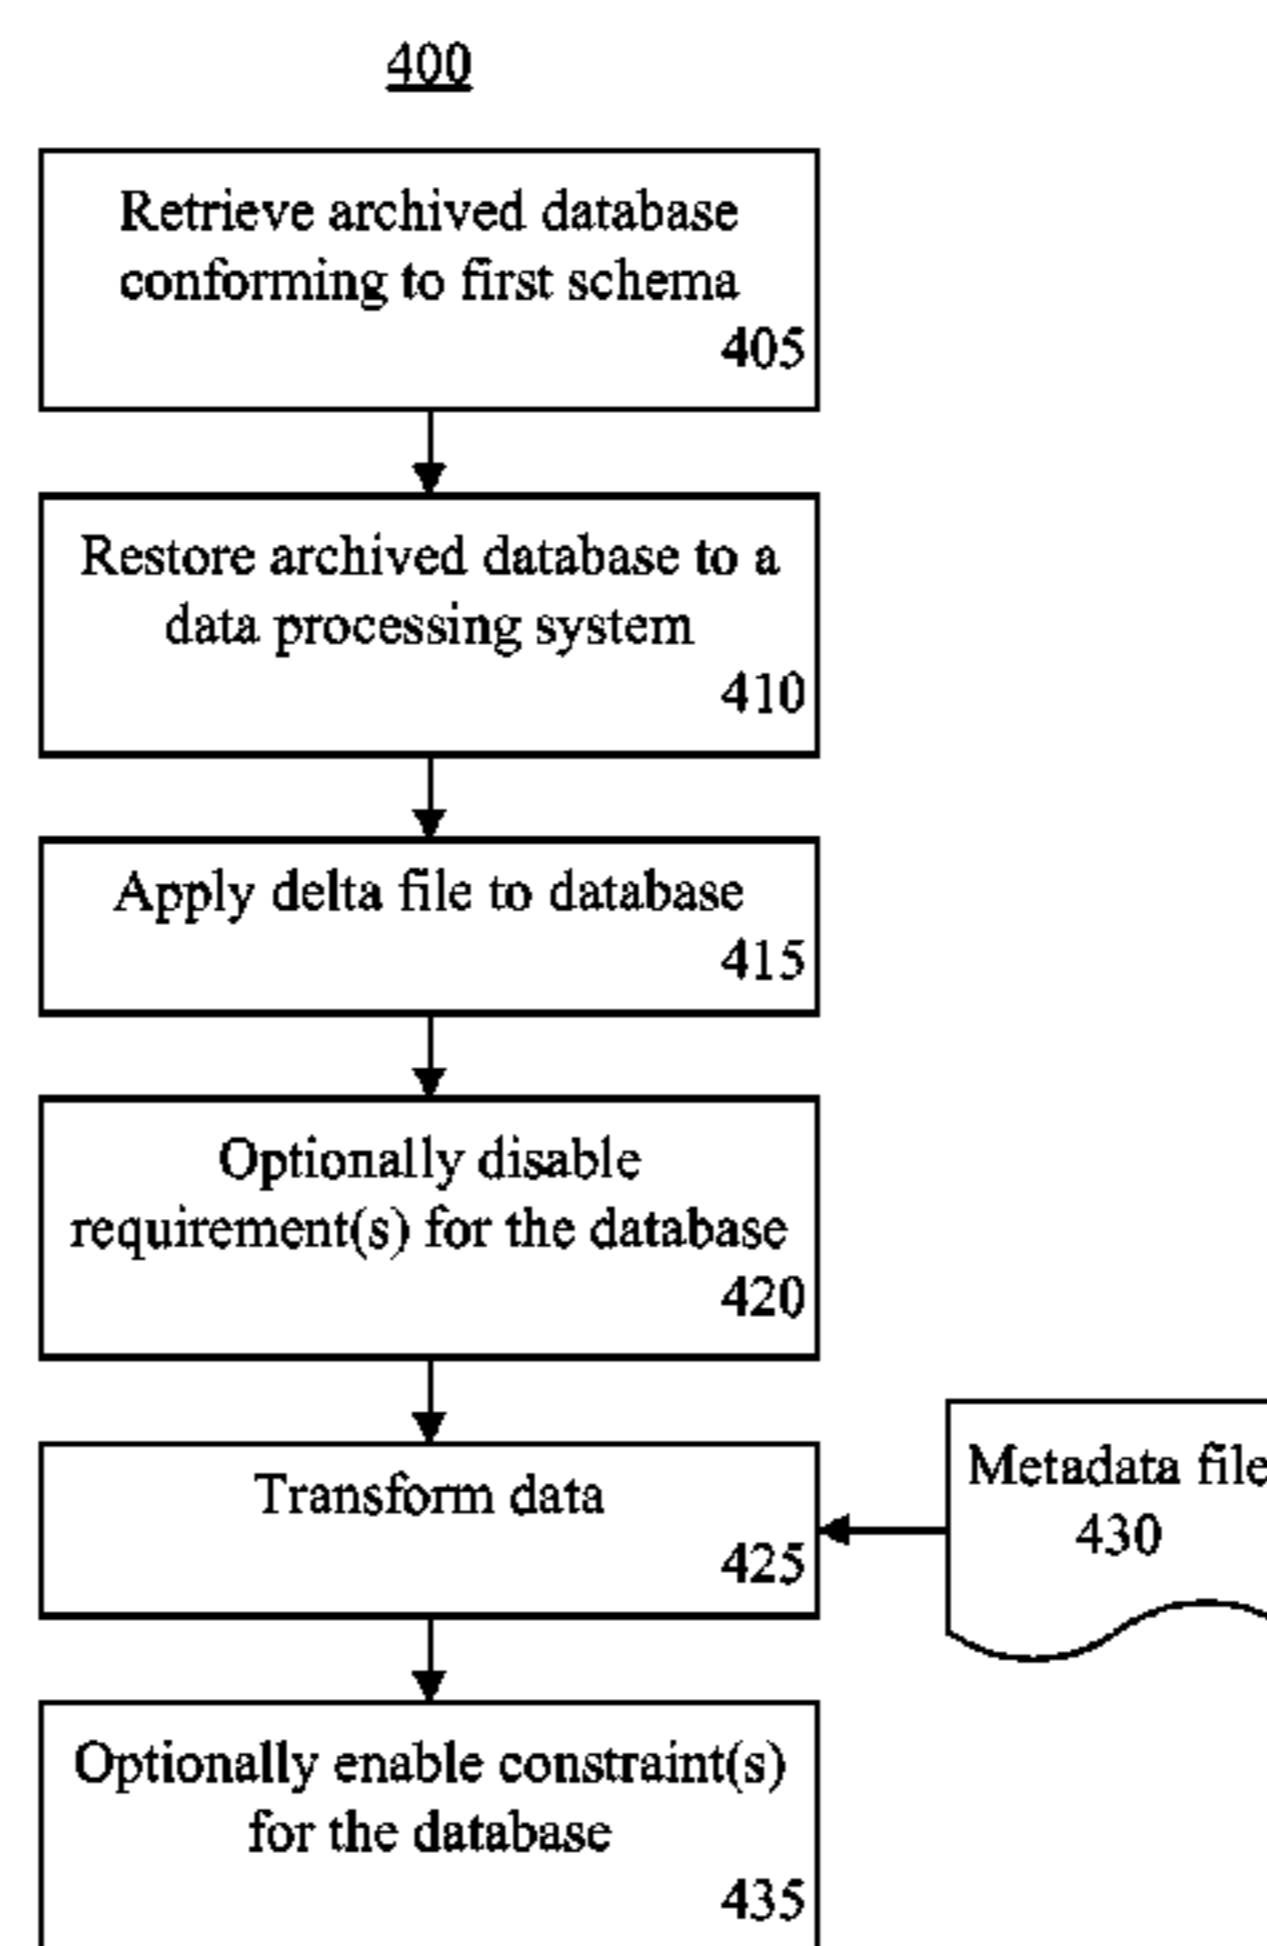 400
Retrieve archived database
conforming to first schema
405
Restore archived database to a
data processing system
410
Apply delta file to database
415
Optionally disable
requirement(s) for the database
420
Transform data
425
Metadata file
430
Optionally enable constraint(s)
for the database
435